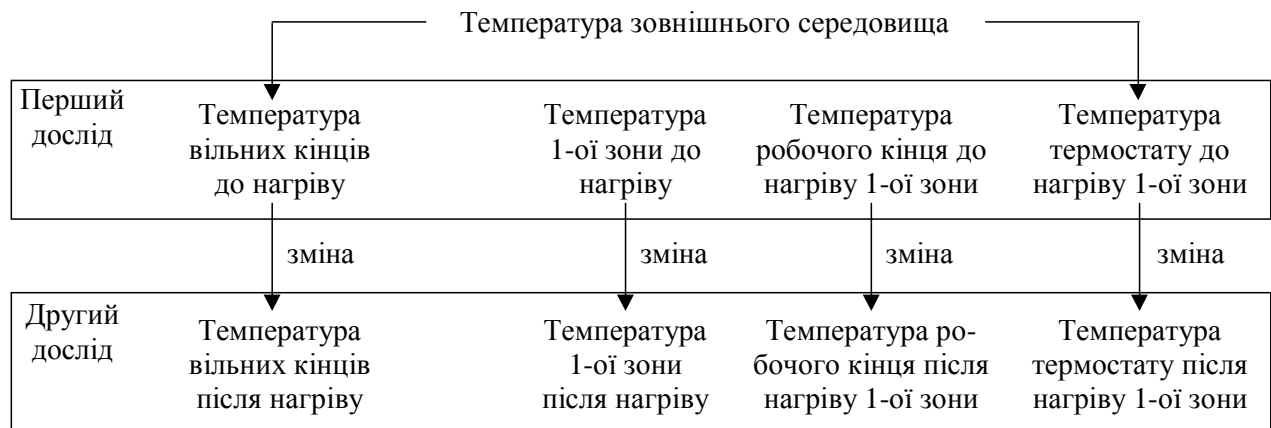 Температура зовнішнього середовища
Перший
дослід
Температура
вільних кінців
до нагріву
Температура
1-ої зони до
нагріву
Температура
робочого кінця до
нагріву 1-ої зони
Температура
термостату до
нагріву 1-ої зони
зміна
зміна
зміна
зміна
Другий
дослід
Температура
вільних кінців
після нагріву
Температура
1-ої зони
після нагріву
Температура ро-
бочого кінця після
нагріву 1-ої зони
Температура
термостату після
нагріву 1-ої зони